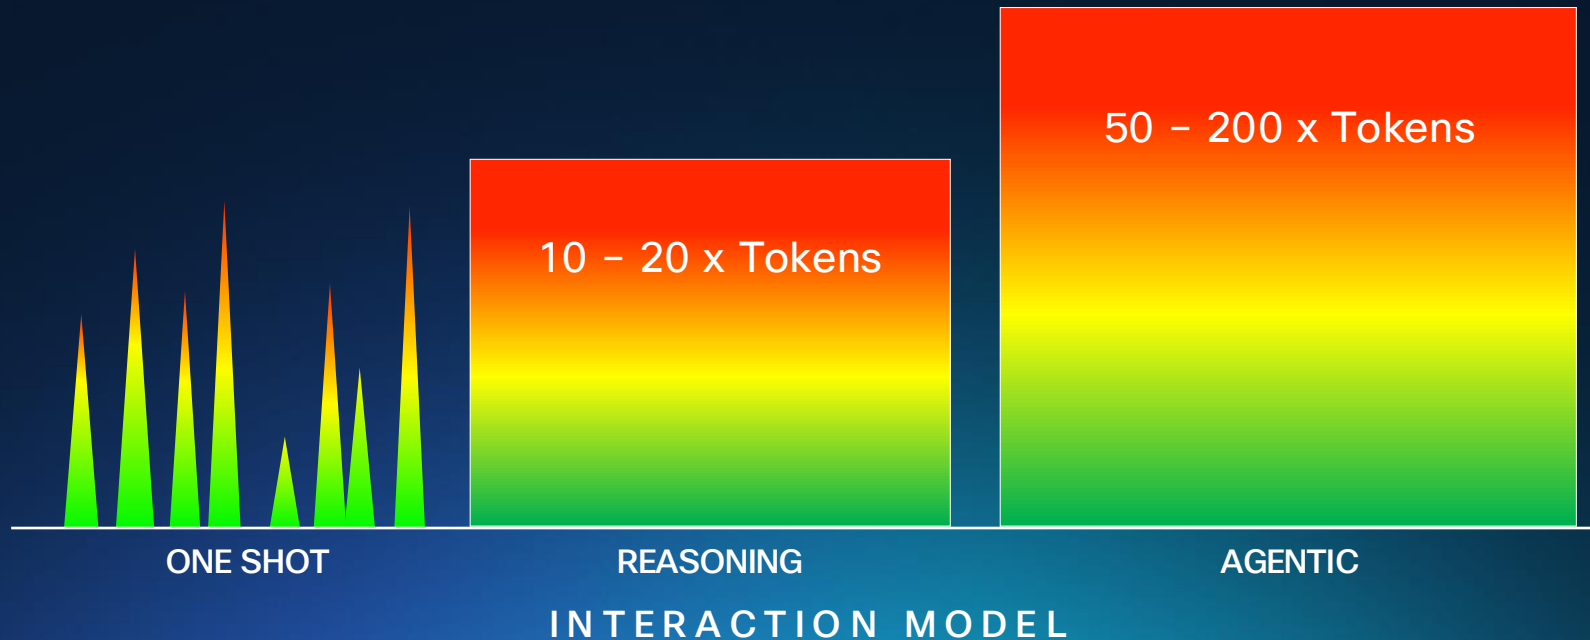 50 – 200 x Tokens
10 – 20 x Tokens
ONE SHOT
REASONING
AGENTIC
INTERACTION MODEL